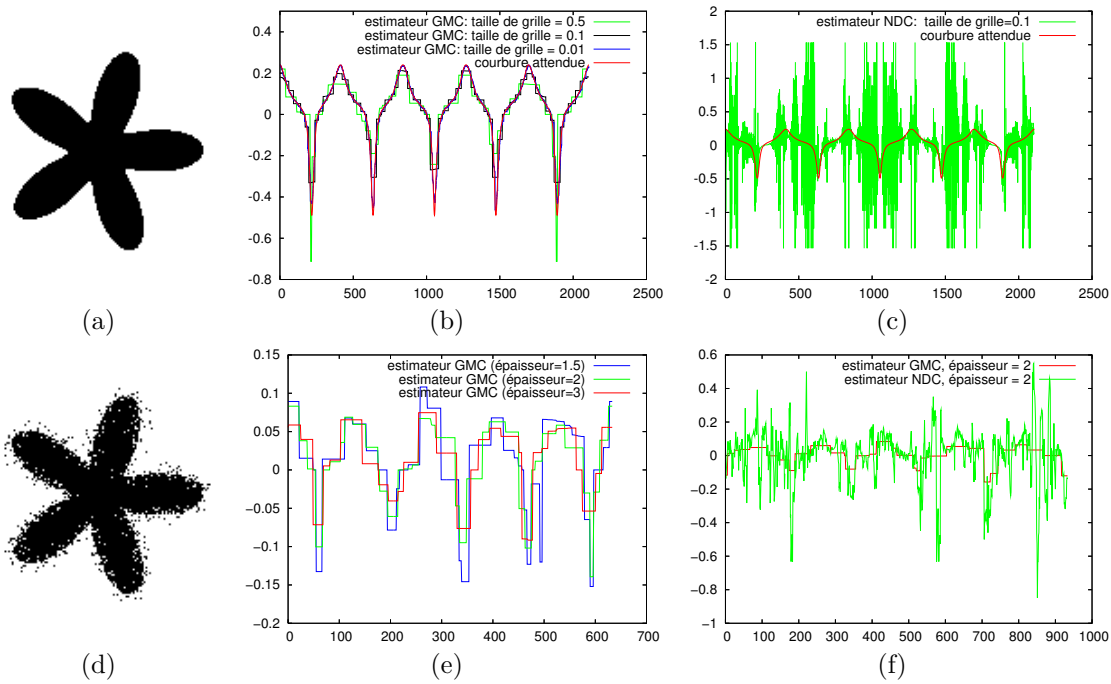 estimateur GMC: taille de grille = 0.5
estimateur GMC: taille de grille = 0.1
estimateur GMC: taille de grille = 0.01
courbure attendue
0.6
0.4
0.2
0
−0.2
−0.4
−0.6
−0.8
0 500 1000 1500 2000 2500
estimateur NDC: taille de grille=0.1
courbure attendue
2
1.5
1
0.5
0
−0.5
−1
−1.5
−2
0 500 1000 1500 2000 2500
(a) (b) (c)
estimateur GMC (épaisseur=1.5)
estimateur GMC (épaisseur=2)
estimateur GMC (épaisseur=3)
0.15
0.1
0.05
0
−0.05
−0.1
−0.15
−0.2
0 100 200 300 400 500 600 700
estimateur GMC, épaisseur = 2
estimateur NDC, épaisseur = 2
0.6
0.4
0.2
0
−0.2
−0.4
−0.6
−0.8
−1
0 100 200 300 400 500 600 700 800 900 1000
(d) (e) (f)